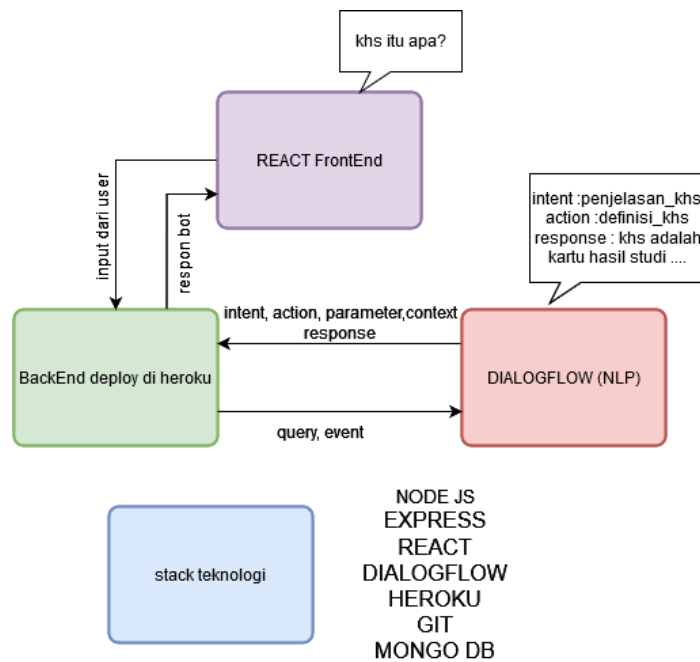 khs itu apa?
REACT FrontEnd
input dari user
respon bot
intent :penjelasan_khs
action :definisi_khs
response : khs adalah
kartu hasil studi ....
intent, action, parameter,context
response
BackEnd deploy di heroku
DIALOGFLOW (NLP)
query, event
stack teknologi
NODE JS
EXPRESS
REACT
DIALOGFLOW
HEROKU
GIT
MONGO DB